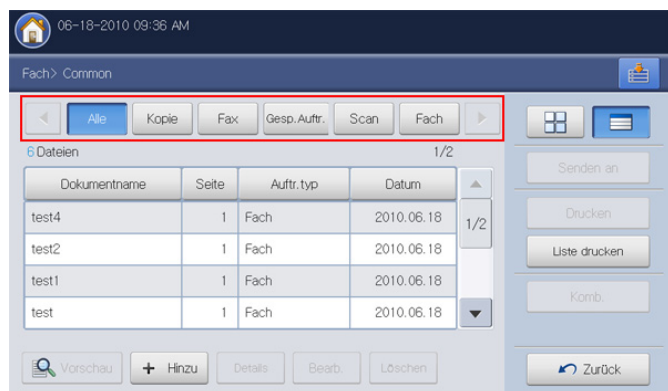 06-18-2010 09:36 AM
Fach> Common
Alle Kopie Fax Gesp.Auftr. Scan Fach
6 Dateien 1/2
Dokumentname Seite Auftr.typ Datum
test4 1 Fach 2010.06.18
1/2
test2 1 Fach 2010.06.18
test1 1 Fach 2010.06.18
test 1 Fach 2010.06.18
Vorschau + Hinzu Details Bearb. Löschen
Senden an
Drucken
Liste drucken
Komb.
Zurück